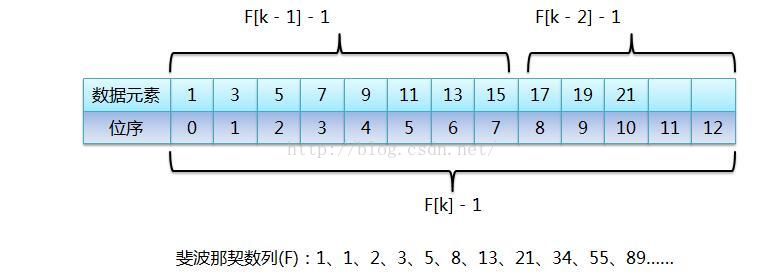 F[k - 1] - 1 F[k - 2] - 1
数据元素 1 3 5 7 9 11 13 15 17 19 21
位序 0 1 2 3 4 5 6 7 8 9 10 11 12
http://blog.csdn.net/
F[k] - 1
斐波那契数列(F)：1、1、2、3、5、8、13、21、34、55、89……